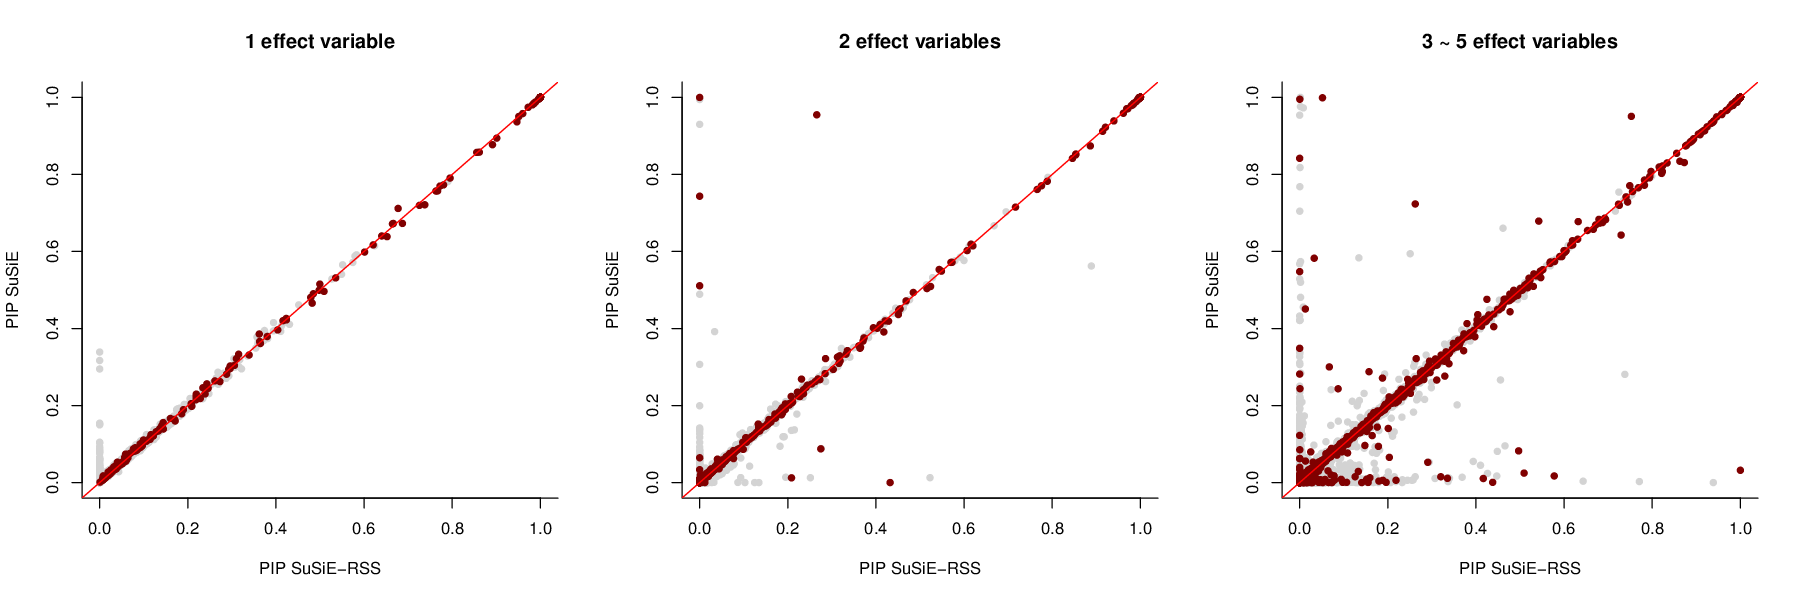 1 effect variable
PIP SuSiE
1.0
0.8
0.6
0.4
0.2
0.0
0.0 0.2 0.4 0.6 0.8 1.0
PIP SuSiE−RSS
2 effect variables
PIP SuSiE
1.0
0.8
0.6
0.4
0.2
0.0
0.0 0.2 0.4 0.6 0.8 1.0
PIP SuSiE−RSS
3 ~ 5 effect variables
PIP SuSiE
1.0
0.8
0.6
0.4
0.2
0.0
0.0 0.2 0.4 0.6 0.8 1.0
PIP SuSiE−RSS